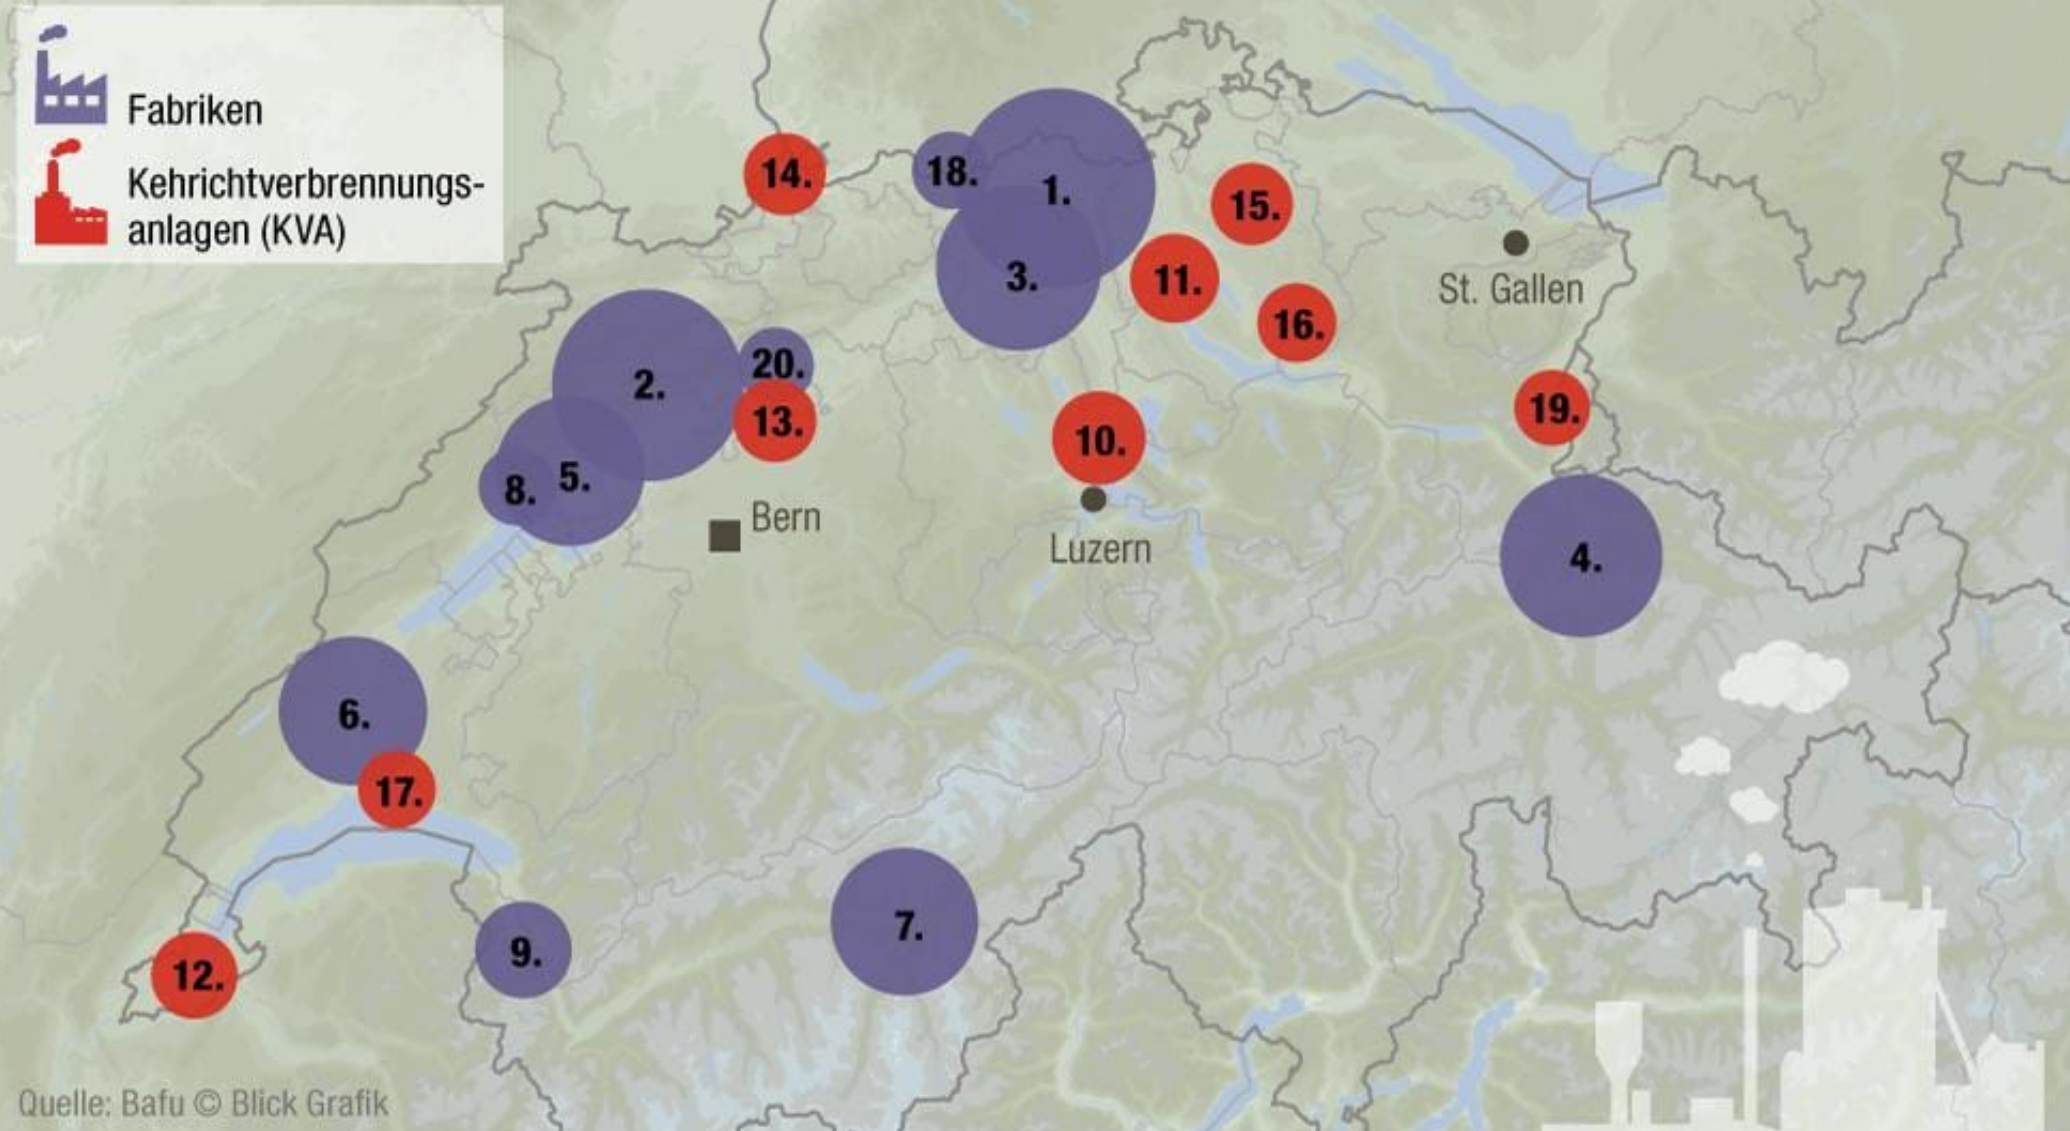 Fabriken
Kehrichtverbrennungs-
anlagen (KVA)
14.
18.
1.
15.
11.
3.
St. Gallen
16.
20.
2.
13.
10.
19.
8.
5.
Bern
Luzern
4.
6.
17.
12.
9.
7.
Quelle: Bafu © Blick Grafik